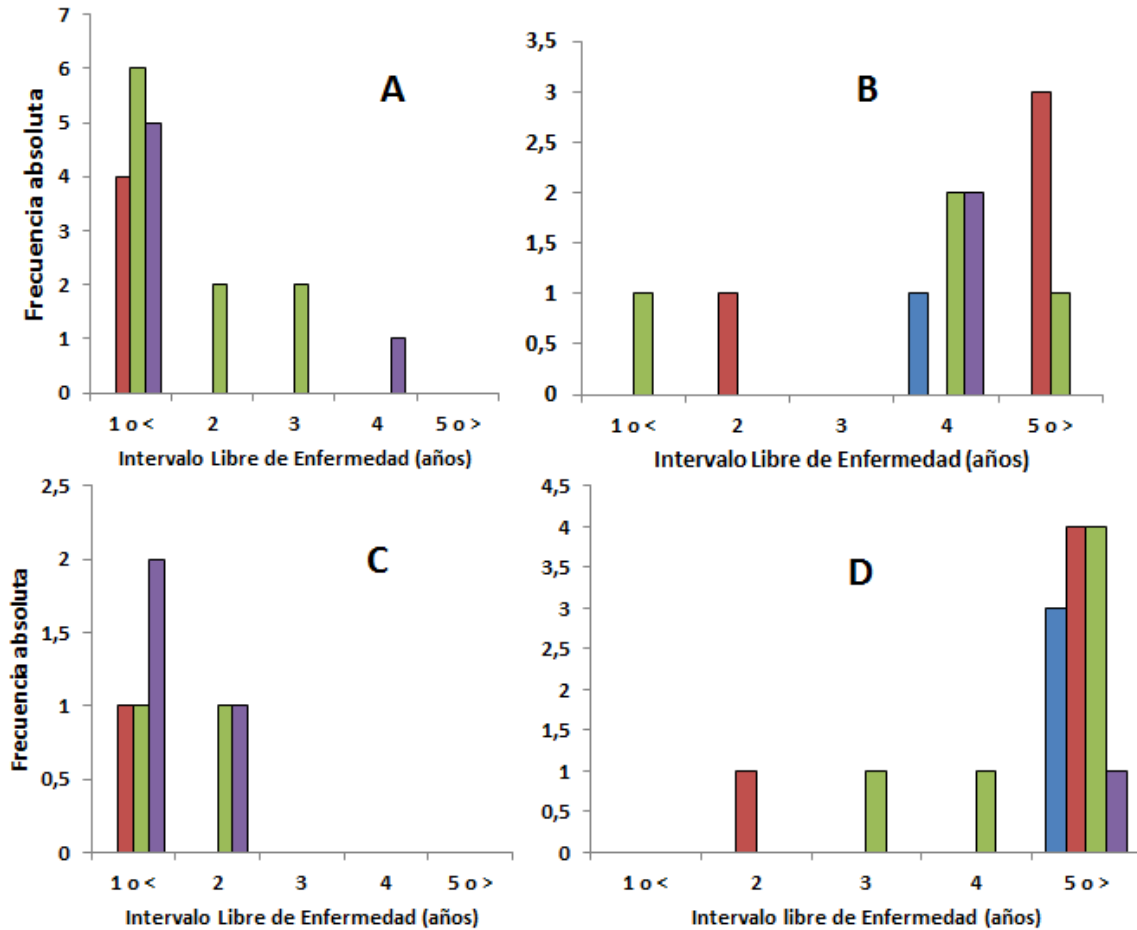 7
6
5
4
3
2
1
0
Frecuencia absoluta
A
1 o <
2
3
4
5 o >
Intervalo Libre de Enfermedad (años)
3,5
3
2,5
2
1,5
1
0,5
0
B
1 o <
2
3
4
5 o >
Intervalo Libre de Enfermedad (años)
2,5
2
1,5
1
0,5
0
Frecuencia absoluta
C
1 o <
2
3
4
5 o >
Intervalo Libre de Enfermedad (años)
4,5
4
3,5
3
2,5
2
1,5
1
0,5
0
D
1 o <
2
3
4
5 o >
Intervalo libre de Enfermedad (años)